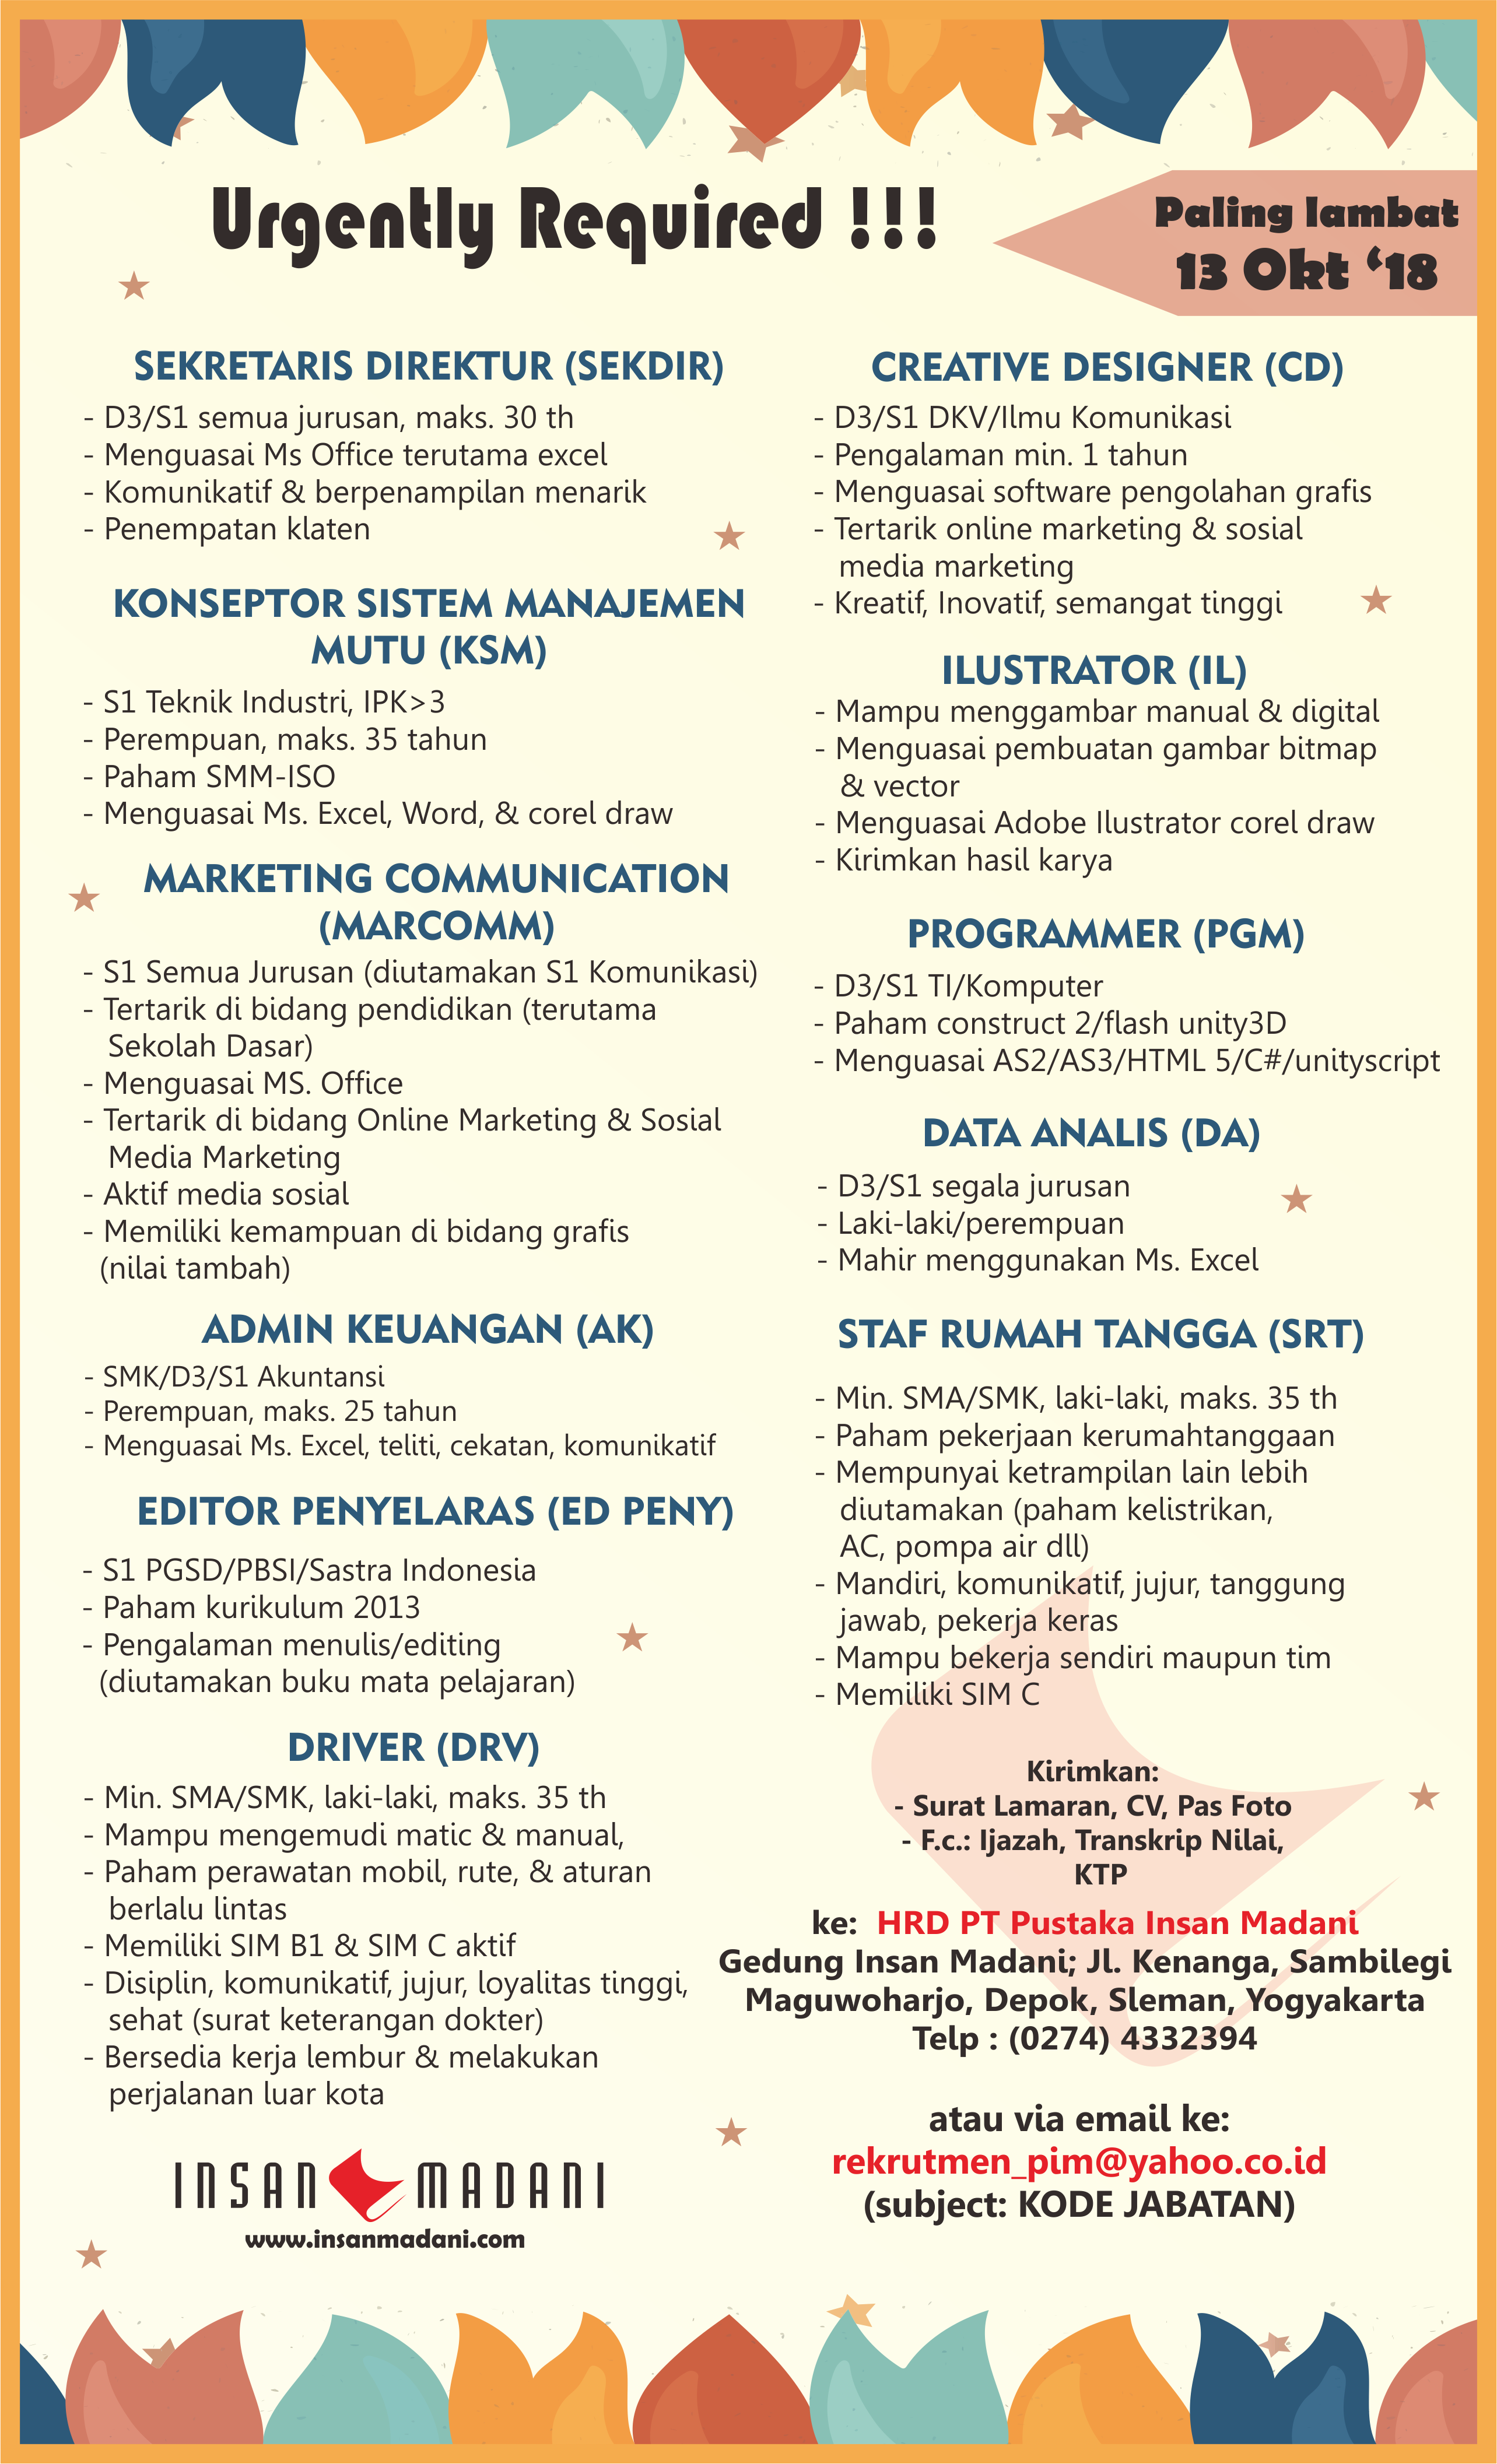 Urgently Required !!!
Paling lambat
13 Okt ‘18
SEKRETARIS DIREKTUR (SEKDIR)
- D3/S1 semua jurusan, maks. 30 th
- Menguasai Ms Office terutama excel
- Komunikatif & berpenampilan menarik
- Penempatan klaten
KONSEPTOR SISTEM MANAJEMEN
MUTU (KSM)
- S1 Teknik Industri, IPK>3
- Perempuan, maks. 35 tahun
- Paham SMM-ISO
- Menguasai Ms. Excel, Word, & corel draw
MARKETING COMMUNICATION
(MARCOMM)
- S1 Semua Jurusan (diutamakan S1 Komunikasi)
- Tertarik di bidang pendidikan (terutama
Sekolah Dasar)
- Menguasai MS. Office
- Tertarik di bidang Online Marketing & Sosial
Media Marketing
- Aktif media sosial
- Memiliki kemampuan di bidang grafis
(nilai tambah)
ADMIN KEUANGAN (AK)
- SMK/D3/S1 Akuntansi
- Perempuan, maks. 25 tahun
- Menguasai Ms. Excel, teliti, cekatan, komunikatif
EDITOR PENYELARAS (ED PENY)
- S1 PGSD/PBSI/Sastra Indonesia
- Paham kurikulum 2013
- Pengalaman menulis/editing
(diutamakan buku mata pelajaran)
DRIVER (DRV)
- Min. SMA/SMK, laki-laki, maks. 35 th
- Mampu mengemudi matic & manual,
- Paham perawatan mobil, rute, & aturan
berlalu lintas
- Memiliki SIM B1 & SIM C aktif
- Disiplin, komunikatif, jujur, loyalitas tinggi,
sehat (surat keterangan dokter)
- Bersedia kerja lembur & melakukan
perjalanan luar kota
INSAN MADANI
www.insanmadani.com
CREATIVE DESIGNER (CD)
- D3/S1 DKV/Ilmu Komunikasi
- Pengalaman min. 1 tahun
- Menguasai software pengolahan grafis
- Tertarik online marketing & sosial
media marketing
- Kreatif, Inovatif, semangat tinggi
ILUSTRATOR (IL)
- Mampu menggambar manual & digital
- Menguasai pembuatan gambar bitmap
& vector
- Menguasai Adobe Ilustrator corel draw
- Kirimkan hasil karya
PROGRAMMER (PGM)
- D3/S1 TI/Komputer
- Paham construct 2/flash unity3D
- Menguasai AS2/AS3/HTML 5/C#/unityscript
DATA ANALIS (DA)
- D3/S1 segala jurusan
- Laki-laki/perempuan
- Mahir menggunakan Ms. Excel
STAF RUMAH TANGGA (SRT)
- Min. SMA/SMK, laki-laki, maks. 35 th
- Paham pekerjaan kerumahtanggaan
- Mempunyai ketrampilan lain lebih
diutamakan (paham kelistrikan,
AC, pompa air dll)
- Mandiri, komunikatif, jujur, tanggung
jawab, pekerja keras
- Mampu bekerja sendiri maupun tim
- Memiliki SIM C
Kirimkan:
- Surat Lamaran, CV, Pas Foto
- F.c.: Ijazah, Transkrip Nilai,
KTP
ke: HRD PT Pustaka Insan Madani
Gedung Insan Madani; Jl. Kenanga, Sambilegi
Maguwoharjo, Depok, Sleman, Yogyakarta
Telp : (0274) 4332394
atau via email ke:
rekrutmen_pim@yahoo.co.id
(subject: KODE JABATAN)